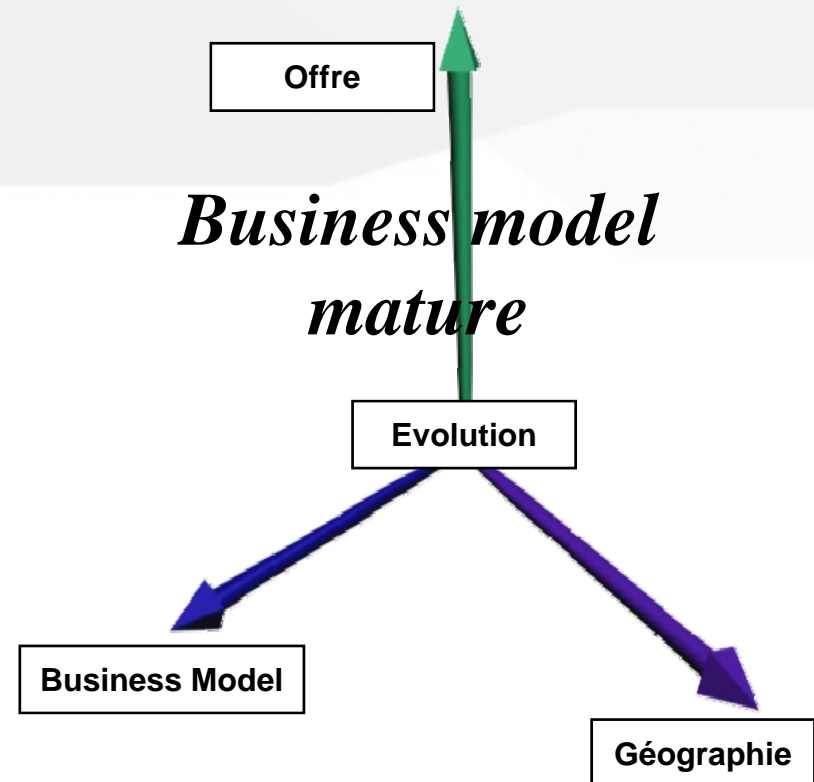 Offre
Business model
mature
Evolution
Business Model
Géographie